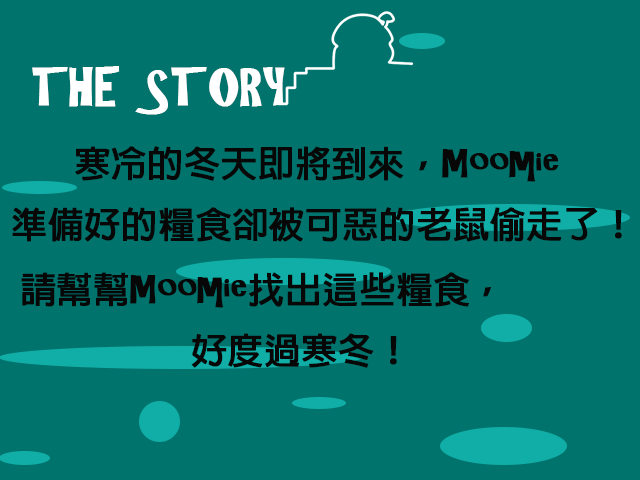 THE STORY
寒冷的冬天即將到來，MooMie
準備好的糧食卻被可惡的老鼠偷走了！
請幫幫MooMie找出這些糧食，
好度過寒冬！